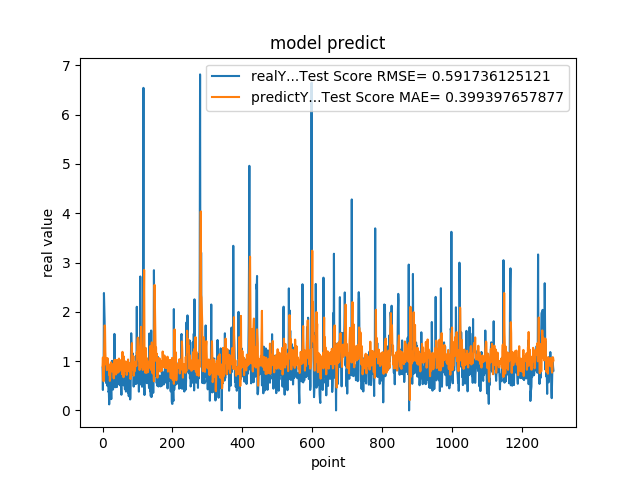 model predict
realY...Test Score RMSE= 0.591736125121
predictY...Test Score MAE= 0.399397657877
real value
7
6
5
4
3
2
1
0
0 200 400 600 800 1000 1200
point